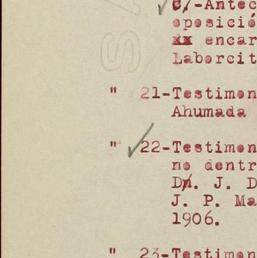 C/-Antec
oposició
xx encar
Laborcit
" 21-Testimon
Ahumada
" 22-Testimon
no dentr
Dn. J. D
J. P. Ma
1906.
" 23-Testimon